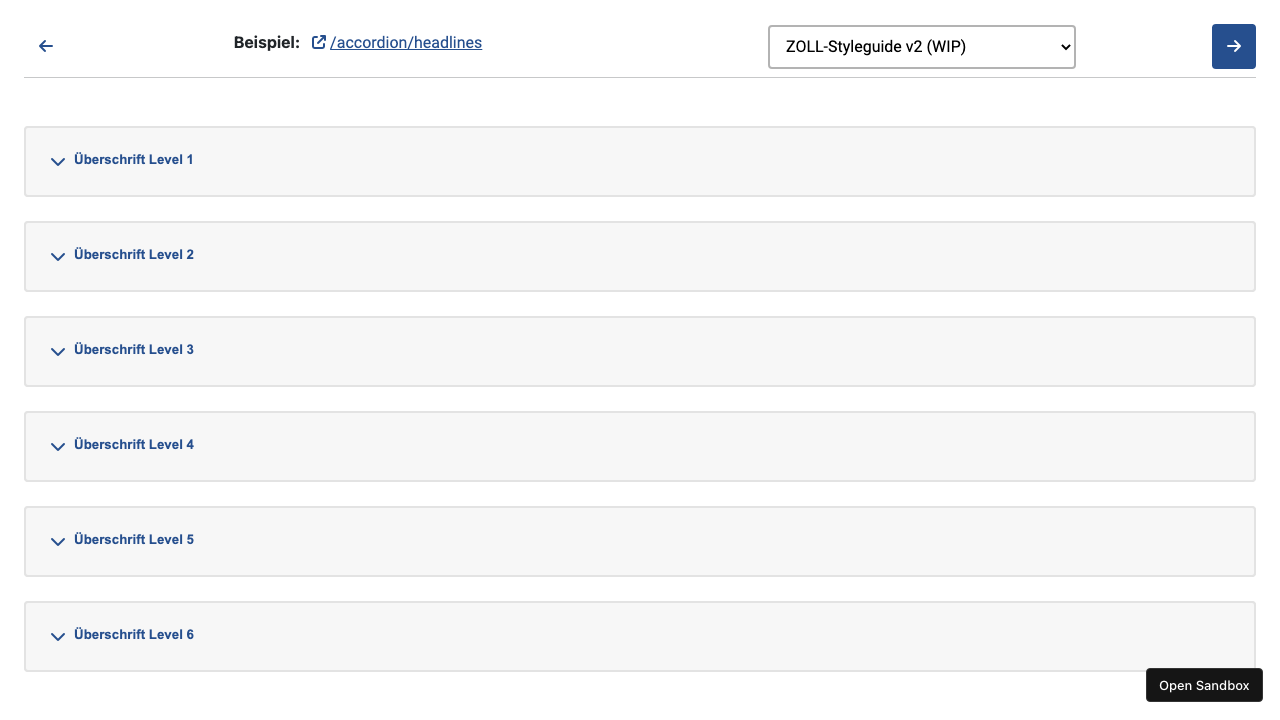 Beispiel: /accordion/headlines
ZOLL-Styleguide v2 (WIP)
Überschrift Level 1
Überschrift Level 2
Überschrift Level 3
Überschrift Level 4
Überschrift Level 5
Überschrift Level 6
Open Sandbox